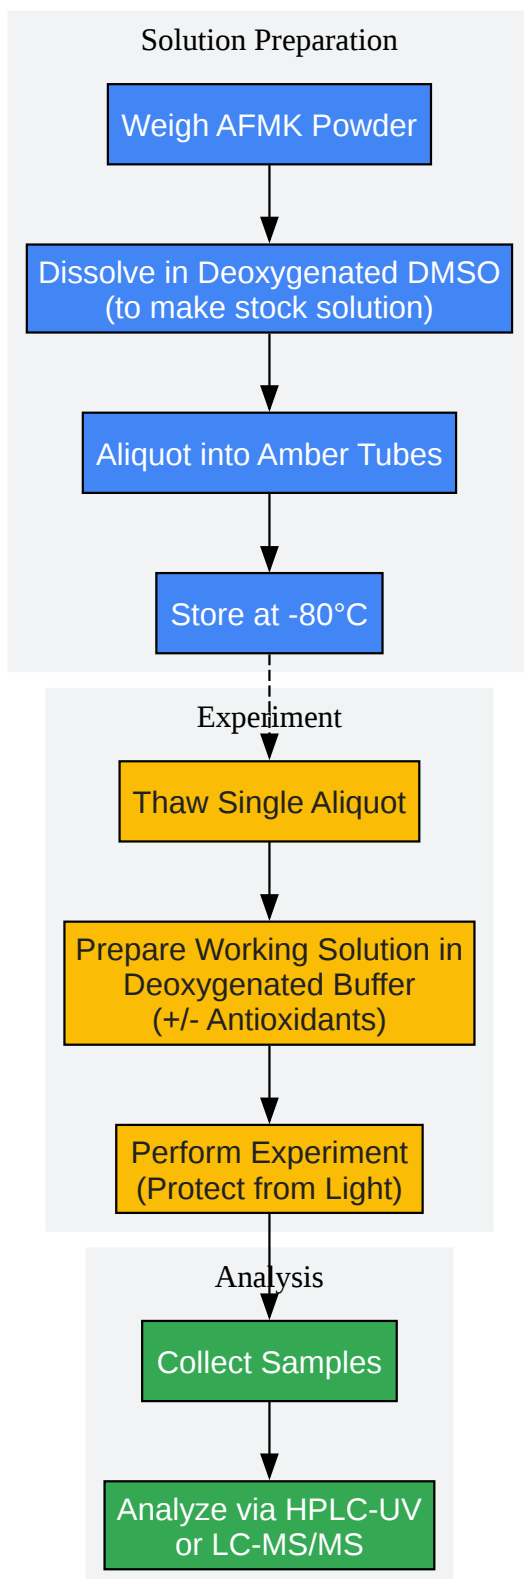 Solution Preparation
Weigh AFMK Powder
Dissolve in Deoxygenated DMSO
(to make stock solution)
Aliquot into Amber Tubes
Store at -80°C
Experiment
Thaw Single Aliquot
Prepare Working Solution in
Deoxygenated Buffer
(+/- Antioxidants)
Perform Experiment
(Protect from Light)
Analysis
Collect Samples
Analyze via HPLC-UV
or LC-MS/MS